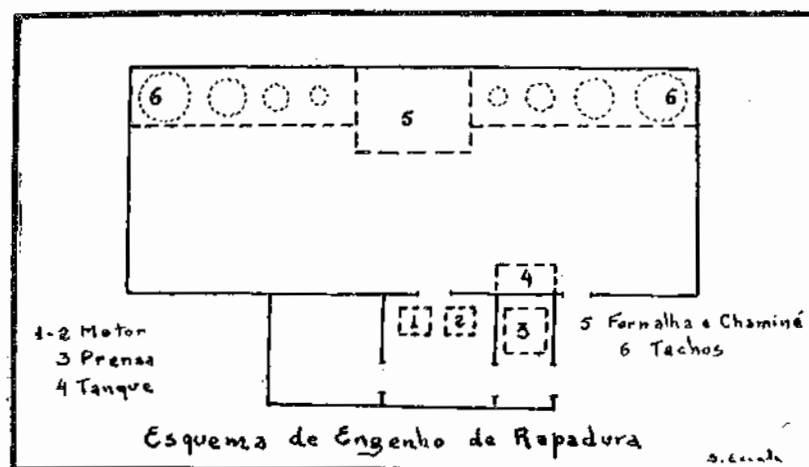 6 6
5
4
1 2 3
1-2 Motor
3 Prensa
4 Tanque
5 Fornalha e Chaminé
6 Tachos
Esquema de Engenho de Rapadura